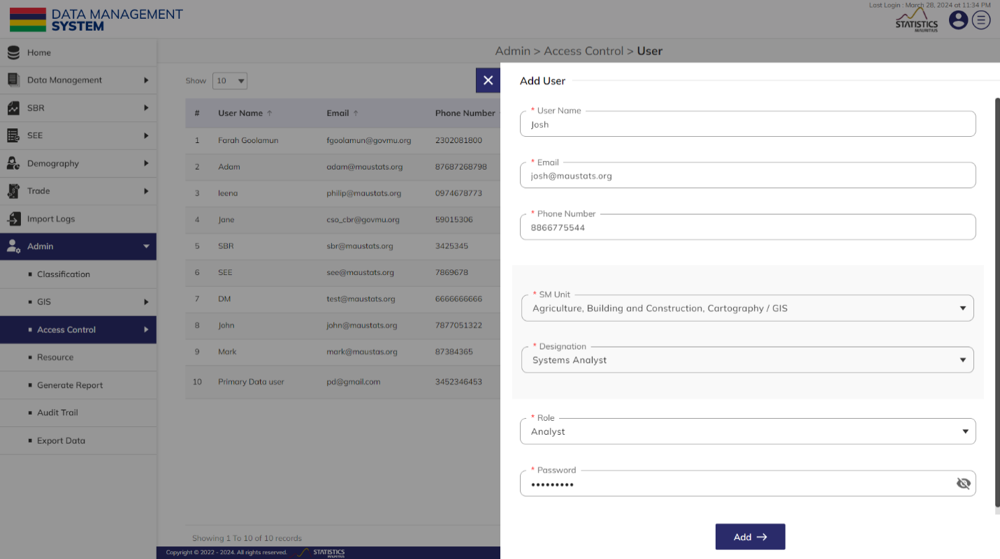 Last Login : March 28, 2024 at 11:34 PM
DATA MANAGEMENT
SYSTEM
STATISTICS
MAURITIUS
Home
Data Management
SBR
SEE
Demography
Trade
Import Logs
Admin
Classification
GIS
Access Control
Resource
Generate Report
Audit Trail
Export Data
Admin > Access Control > User
Show 10
# User Name ↑ Email ↑ Phone Number
1 Farah Goolamun fgoolamun@govmu.org 2302081800
2 Adam adam@maustats.org 87687268798
3 leena philip@maustats.org 0974678773
4 Jane cso_cbr@govmu.org 59015306
5 SBR sbr@maustats.org 3425345
6 SEE see@maustats.org 7869678
7 DM test@maustats.org 6666666666
8 John john@maustats.org 7877051322
9 Mark mark@maustas.org 87384365
10 Primary Data user pd@gmail.com 3452346453
Showing 1 To 10 of 10 records
Copyright © 2022 - 2024. All rights reserved.
STATISTICS
MAURITIUS
Add User
* User Name
Josh
* Email
josh@maustats.org
* Phone Number
8866775544
* SM Unit
Agriculture, Building and Construction, Cartography / GIS
* Designation
Systems Analyst
* Role
Analyst
* Password
•••••••••
Add →